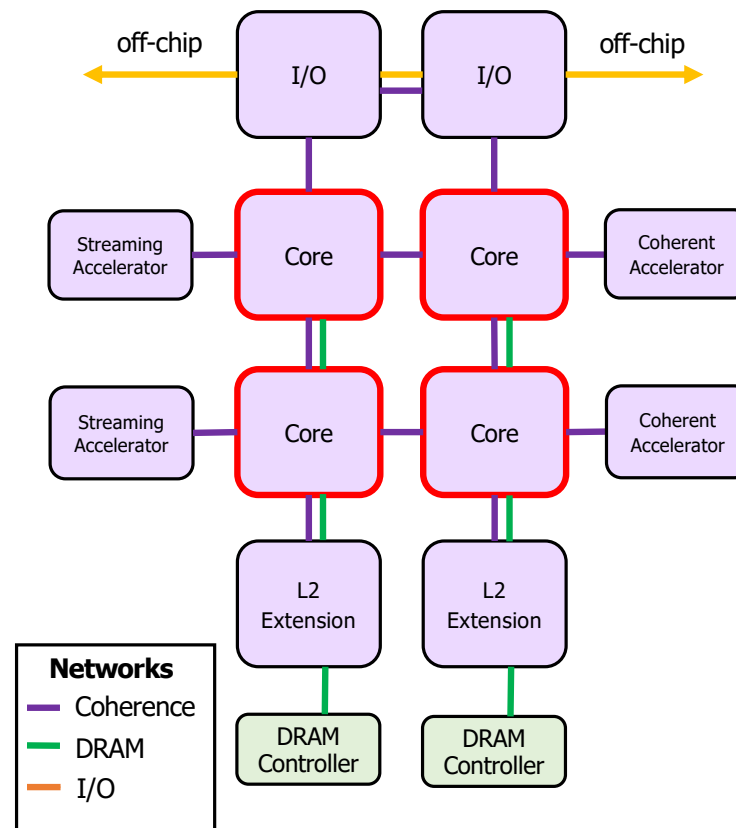 off-chip
off-chip
I/O
I/O
Streaming
Accelerator
Core
Core
Coherent
Accelerator
Streaming
Accelerator
Core
Core
Coherent
Accelerator
L2
Extension
L2
Extension
Networks
Coherence
DRAM
I/O
DRAM
Controller
DRAM
Controller